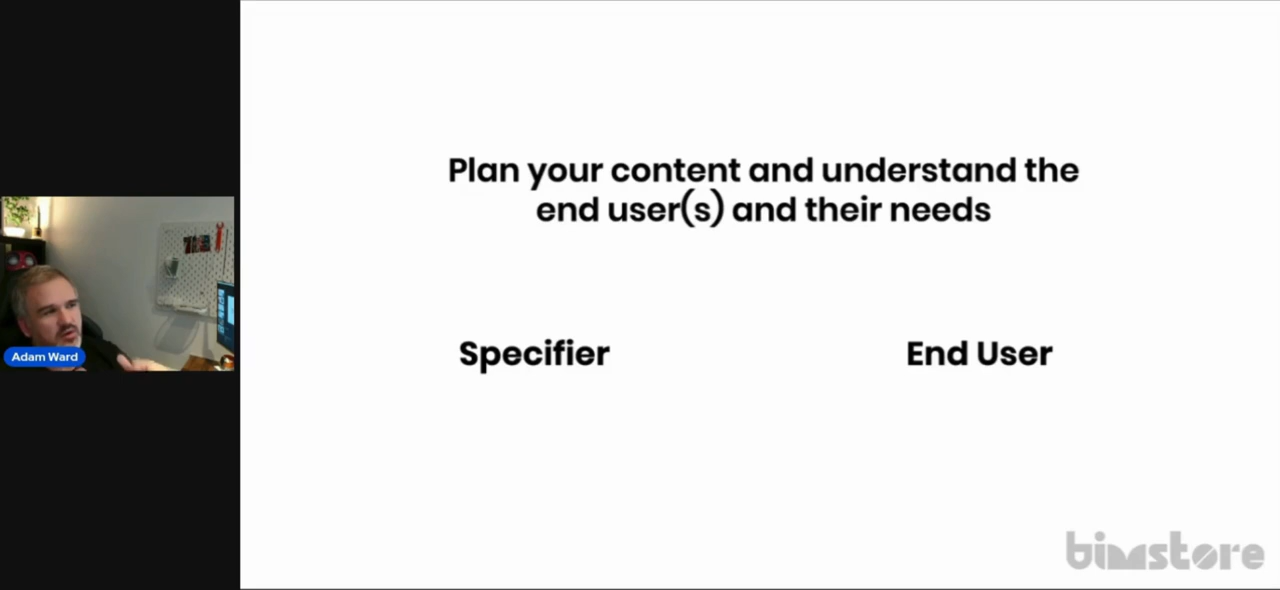 Plan your content and understand the
end user(s) and their needs
Specifier
End User
Adam Ward
bimstore